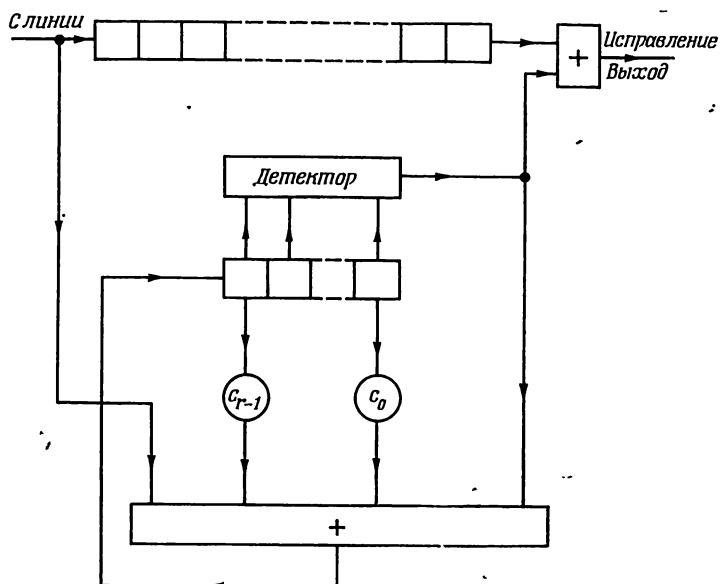 С линии
Исправление
+
Выход
Детектор
c_{r-1}
c_0
+